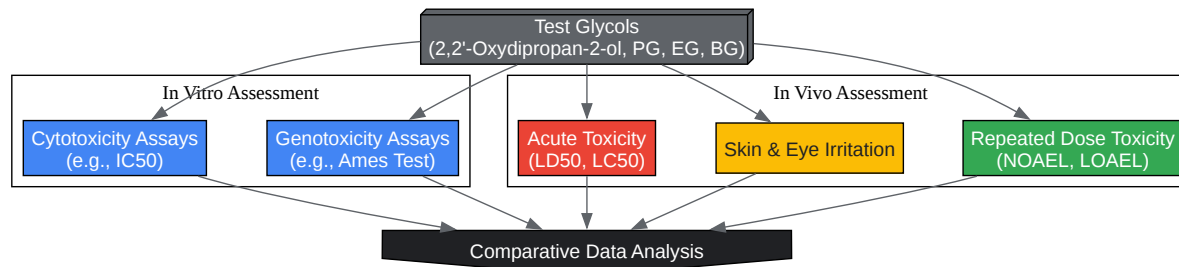 Test Glycols
(2,2'-Oxydipropan-2-ol, PG, EG, BG)
In Vitro Assessment
In Vivo Assessment
Cytotoxicity Assays
(e.g., IC50)
Genotoxicity Assays
(e.g., Ames Test)
Acute Toxicity
(LD50, LC50)
Skin & Eye Irritation
Repeated Dose Toxicity
(NOAEL, LOAEL)
Comparative Data Analysis